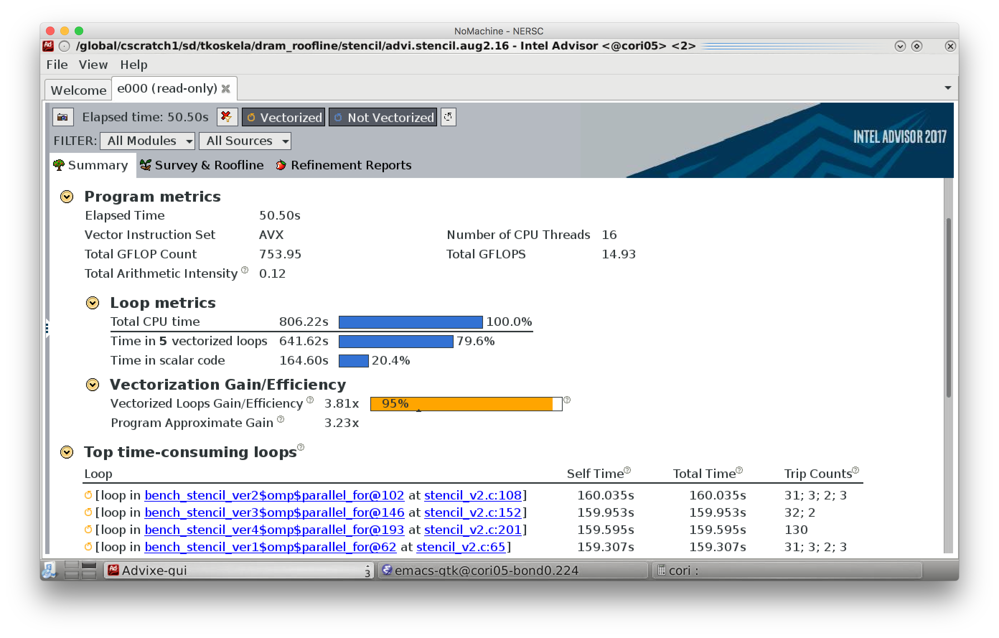 NoMachine - NERSC
/global/cscratch1/sd/tkoskela/dram_roofline/stencil/advi.stencil.aug2.16 - Intel Advisor <@cori05> <2>
File View Help
Welcome e000 (read-only)
Elapsed time: 50.50s Vectorized Not Vectorized
FILTER: All Modules All Sources
INTEL ADVISOR 2017
Summary Survey & Roofline Refinement Reports
Program metrics
Elapsed Time 50.50s
Vector Instruction Set AVX Number of CPU Threads 16
Total GFLOP Count 753.95 Total GFLOPS 14.93
Total Arithmetic Intensity 0.12
Loop metrics
Total CPU time 806.22s 100.0%
Time in 5 vectorized loops 641.62s 79.6%
Time in scalar code 164.60s 20.4%
Vectorization Gain/Efficiency
Vectorized Loops Gain/Efficiency 3.81x 95%
Program Approximate Gain 3.23x
Top time-consuming loops
Loop Self Time Total Time Trip Counts
[loop in bench_stencil_ver2$omp$parallel_for@102 at stencil_v2.c:108] 160.035s 160.035s 31; 3; 2; 3
[loop in bench_stencil_ver3$omp$parallel_for@146 at stencil_v2.c:152] 159.953s 159.953s 32; 2
[loop in bench_stencil_ver4$omp$parallel_for@193 at stencil_v2.c:201] 159.595s 159.595s 130
[loop in bench_stencil_ver1$omp$parallel_for@62 at stencil_v2.c:65] 159.307s 159.307s 31; 3; 2; 3
Advixe-gui 3 emacs-gtk@cori05-bond0.224 cori :